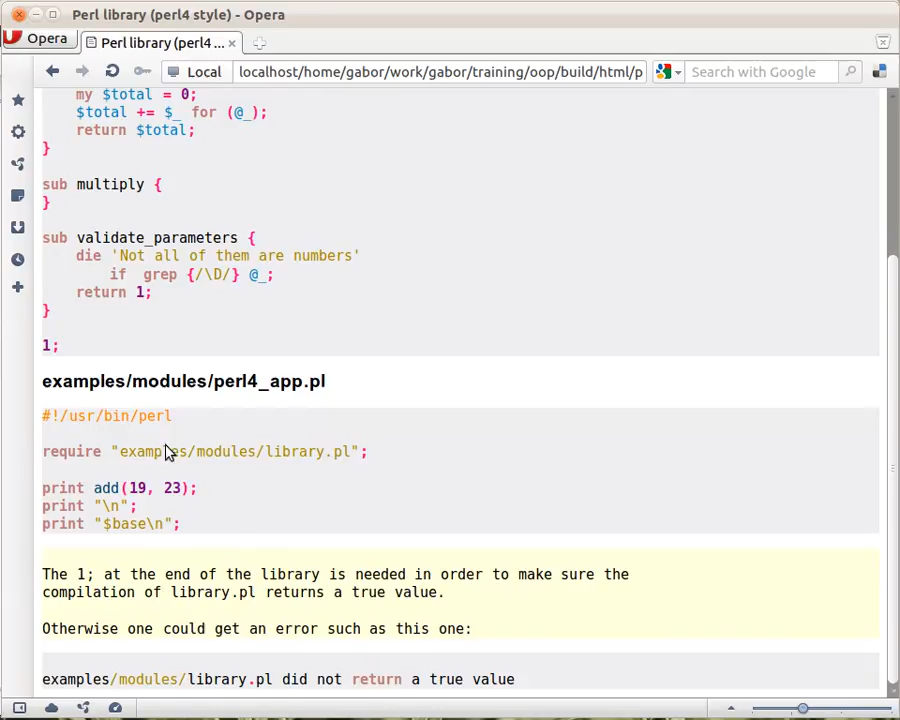 Perl library (perl4 style) - Opera
Opera
Perl library (perl4 ...
Local
localhost/home/gabor/work/gabor/training/oop/build/html/p
Search with Google
my $total = 0;
$total += $_ for (@_);
return $total;
}
sub multiply {
}
sub validate_parameters {
die 'Not all of them are numbers'
if  grep {/\D/} @_;
return 1;
}
1;
examples/modules/perl4_app.pl
#!/usr/bin/perl
require "examples/modules/library.pl";
print add(19, 23);
print "\n";
print "$base\n";
The 1; at the end of the library is needed in order to make sure the
compilation of library.pl returns a true value.
Otherwise one could get an error such as this one:
examples/modules/library.pl did not return a true value